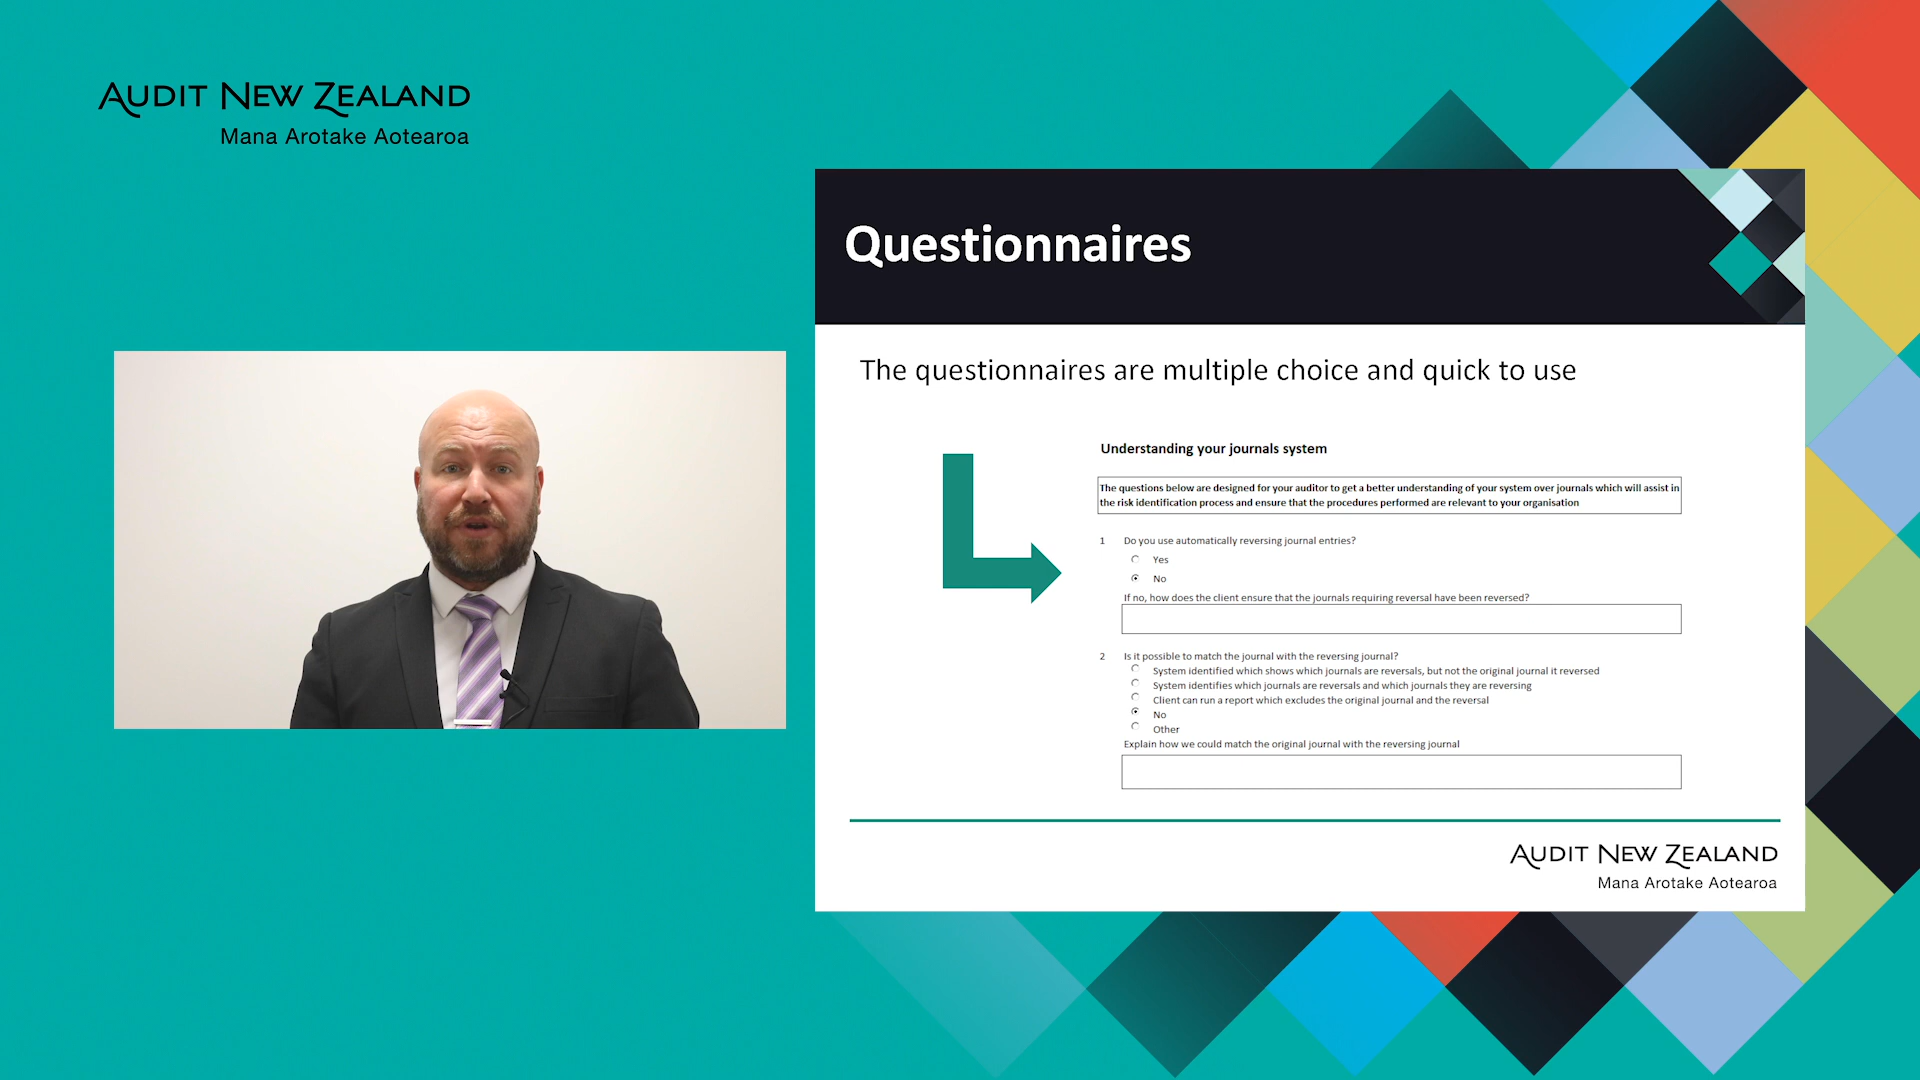 AUDIT NEW ZEALAND
Mana Arotake Aotearoa
Questionnaires
The questionnaires are multiple choice and quick to use
Understanding your journals system
The questions below are designed for your auditor to get a better understanding of your system over journals which will assist in
the risk identification process and ensure that the procedures performed are relevant to your organisation
1 Do you use automatically reversing journal entries?
Yes
No
If no, how does the client ensure that the journals requiring reversal have been reversed?
2 Is it possible to match the journal with the reversing journal?
System identified which shows which journals are reversals, but not the original journal it reversed
System identifies which journals are reversals and which journals they are reversing
Client can run a report which excludes the original journal and the reversal
No
Other
Explain how we could match the original journal with the reversing journal
AUDIT NEW ZEALAND
Mana Arotake Aotearoa